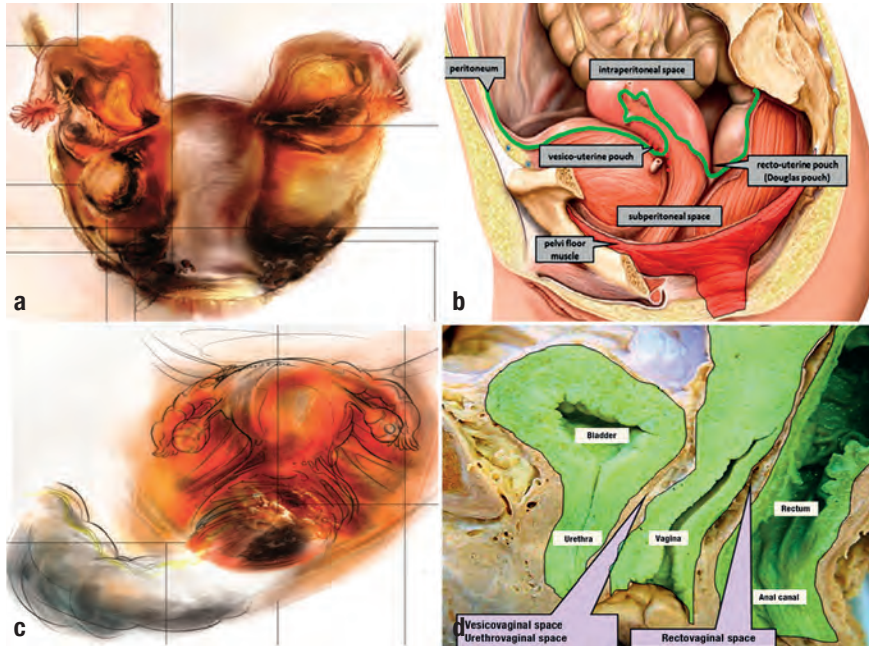 a
peritoneum
intraperitoneal space
vesico-uterine pouch
recto-uterine pouch
(Douglas pouch)
subperitoneal space
pelvi floor
muscle
b
c
Bladder
Rectum
Urethra
Vagina
Anal canal
d
Vesicovaginal space
Urethrovaginal space
Rectovaginal space